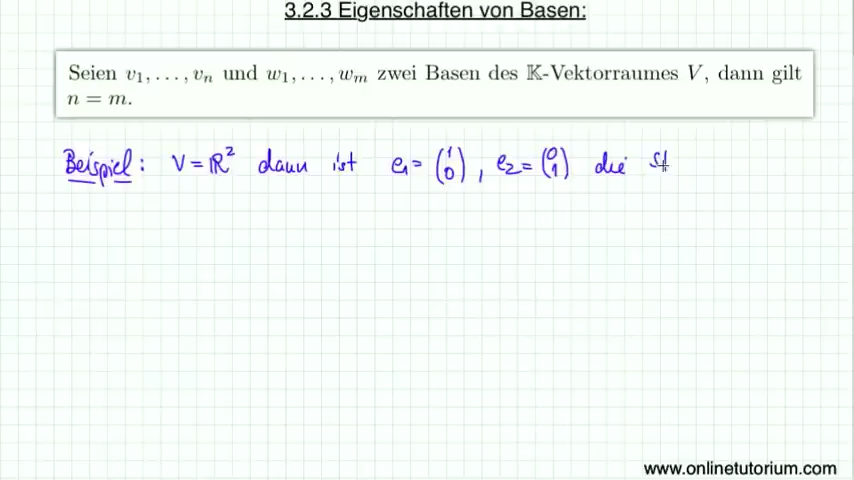 3.2.3 Eigenschaften von Basen:
Seien v₁, . . . , vₙ und w₁, . . . , wₘ zwei Basen des 𝕂-Vektorraumes V, dann gilt
n = m.
Beispiel: V = ℝ² dann ist e₁ = (1 0), e₂ = (0 1) die St
www.onlinetutorium.com